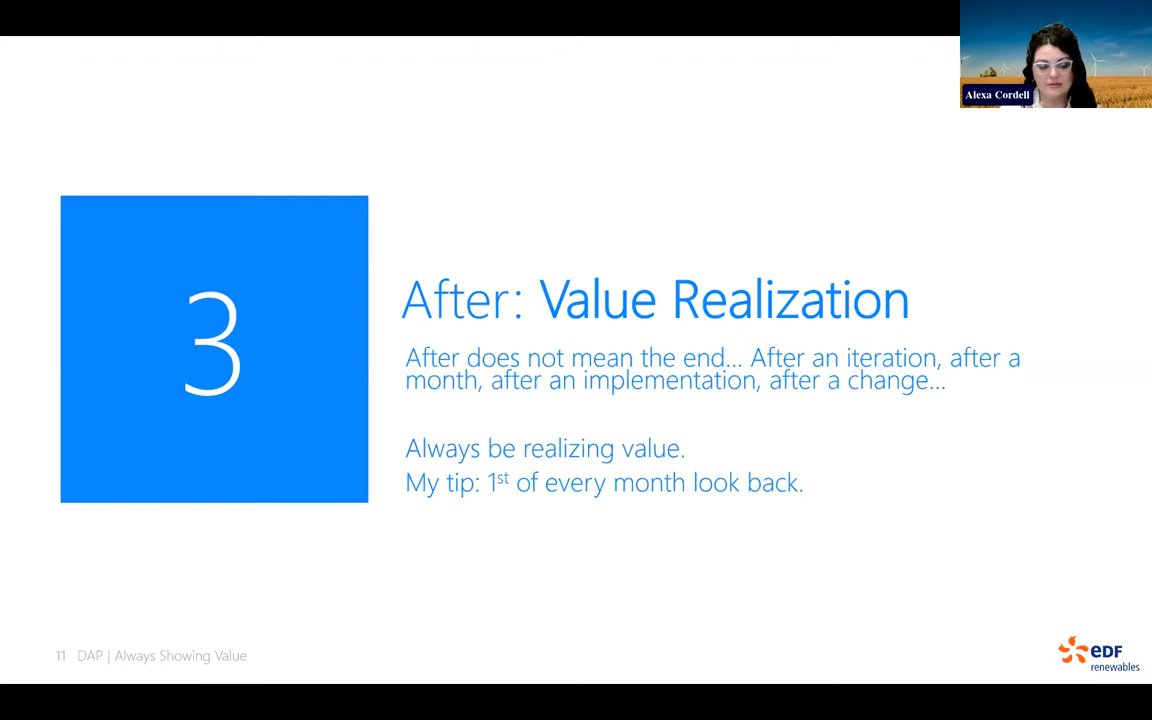 Alexa Cordell
3
After: Value Realization
After does not mean the end... After an iteration, after a
month, after an implementation, after a change...
Always be realizing value.
My tip: 1st of every month look back.
11 DAP | Always Showing Value
eDF
renewables